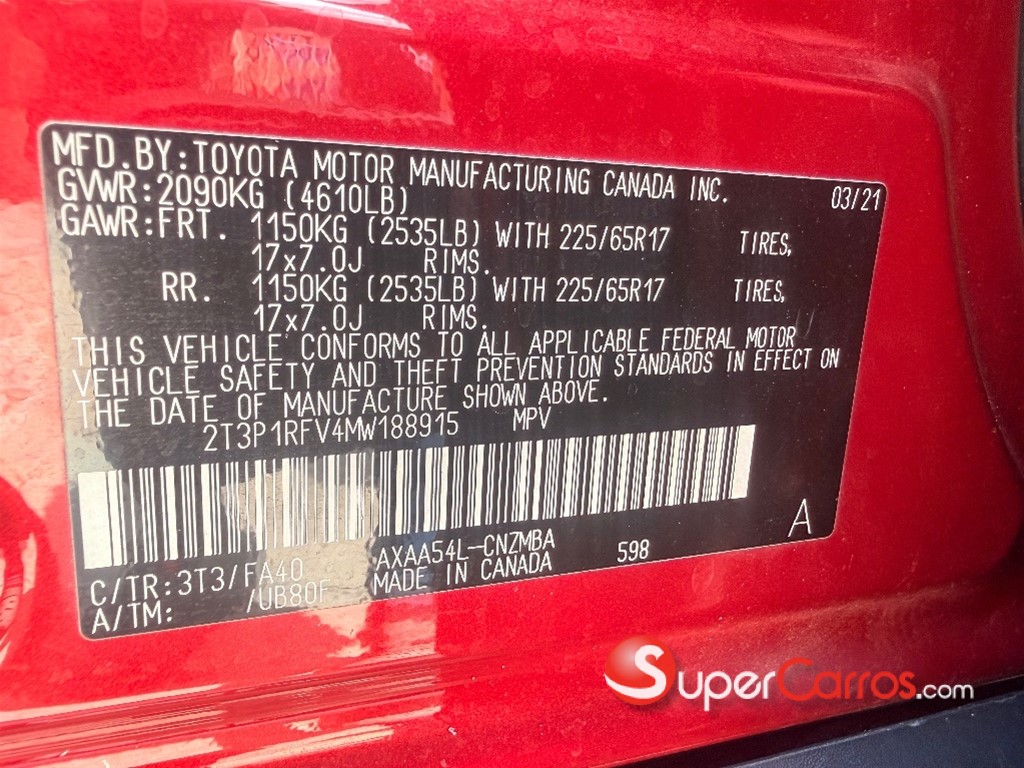 MFD.BY:TOYOTA MOTOR MANUFACTURING CANADA INC. 03/21
GVWR:2090KG (4610LB)
GAWR:FRT. 1150KG (2535LB) WITH 225/65R17 TIRES,
17x7.0J RIMS.
RR. 1150KG (2535LB) WITH 225/65R17 TIRES,
17x7.0J RIMS.
THIS VEHICLE CONFORMS TO ALL APPLICABLE FEDERAL MOTOR
VEHICLE SAFETY AND THEFT PREVENTION STANDARDS IN EFFECT ON
THE DATE OF MANUFACTURE SHOWN ABOVE.
2T3P1RFV4MW188915 MPV
A
C/TR:3T3/FA40 AXAA54L-CNZMBA 598
A/TM: /UB80F MADE IN CANADA
SuperCarros.com